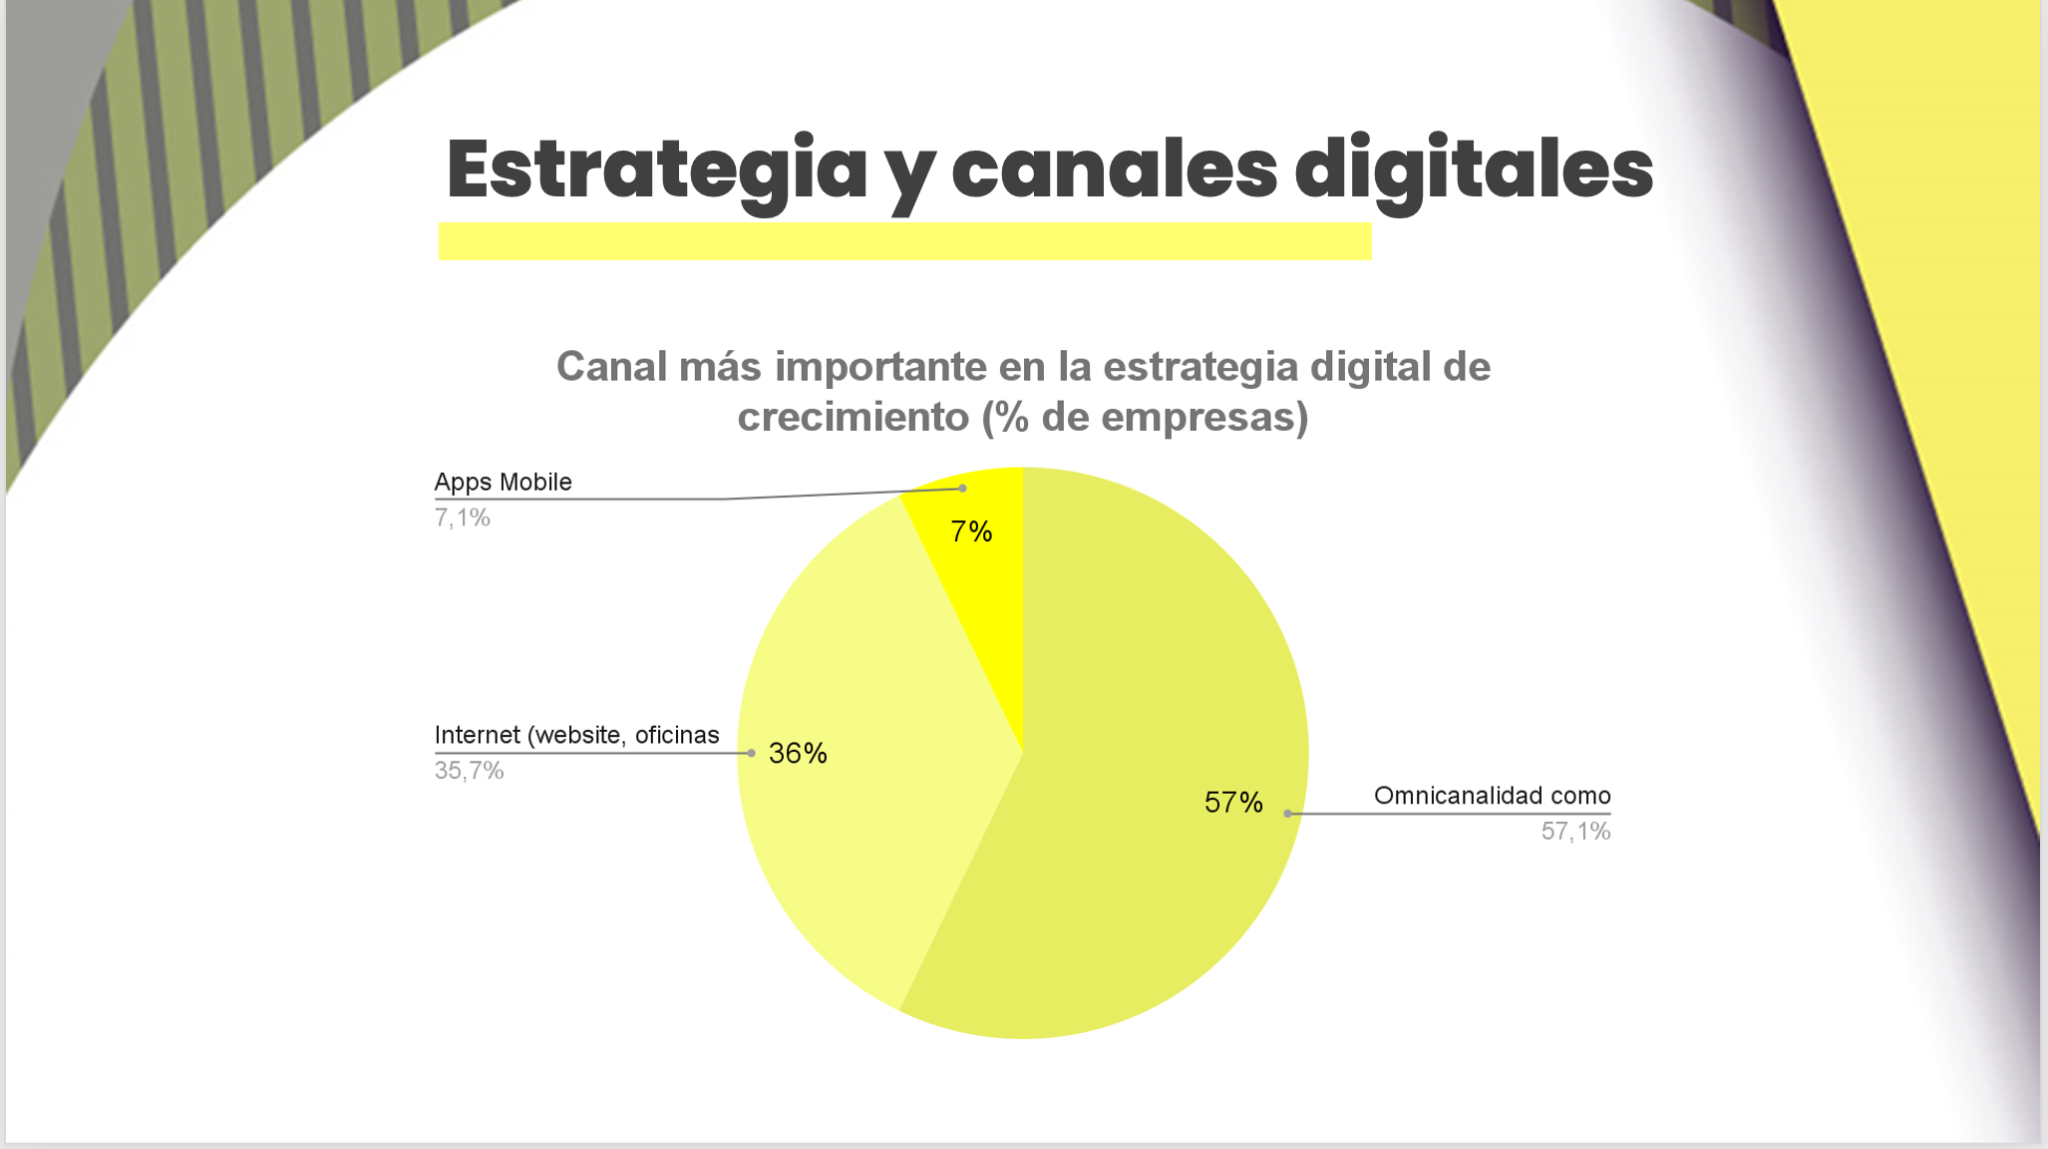 Estrategia y canales digitales
Canal más importante en la estrategia digital de
crecimiento (% de empresas)
Apps Mobile
7,1%
7%
Internet (website, oficinas
35,7%
36%
57%
Omnicanalidad como
57,1%